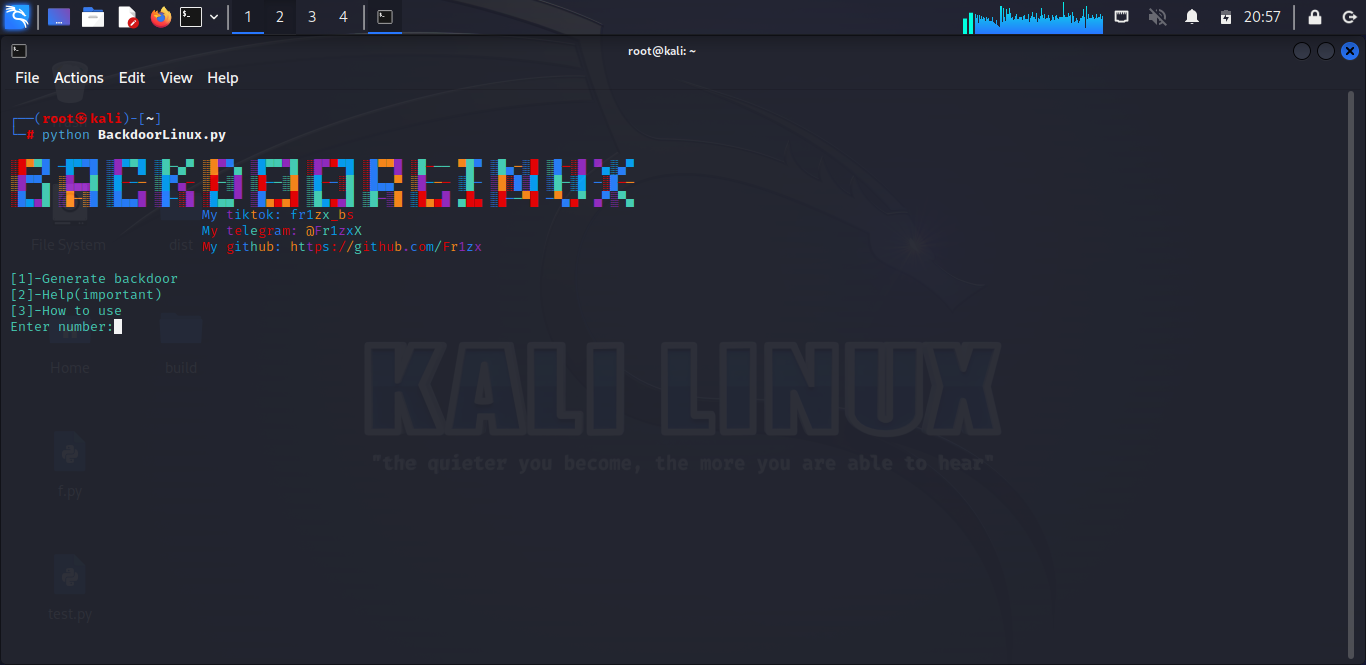 1 2 3 4 20:57
root@kali: ~
File Actions Edit View Help
┌──(root㉿kali)-[~]
└─# python BackdoorLinux.py
BACKDOORLINUX
My tiktok: fr1zx_bs
My telegram: @Fr1zxX
My github: https://github.com/Fr1zx
File System dist
[1]-Generate backdoor
[2]-Help(important)
[3]-How to use
Enter number:
Home build
KALI LINUX
"the quieter you become, the more you are able to hear"
f.py
test.py